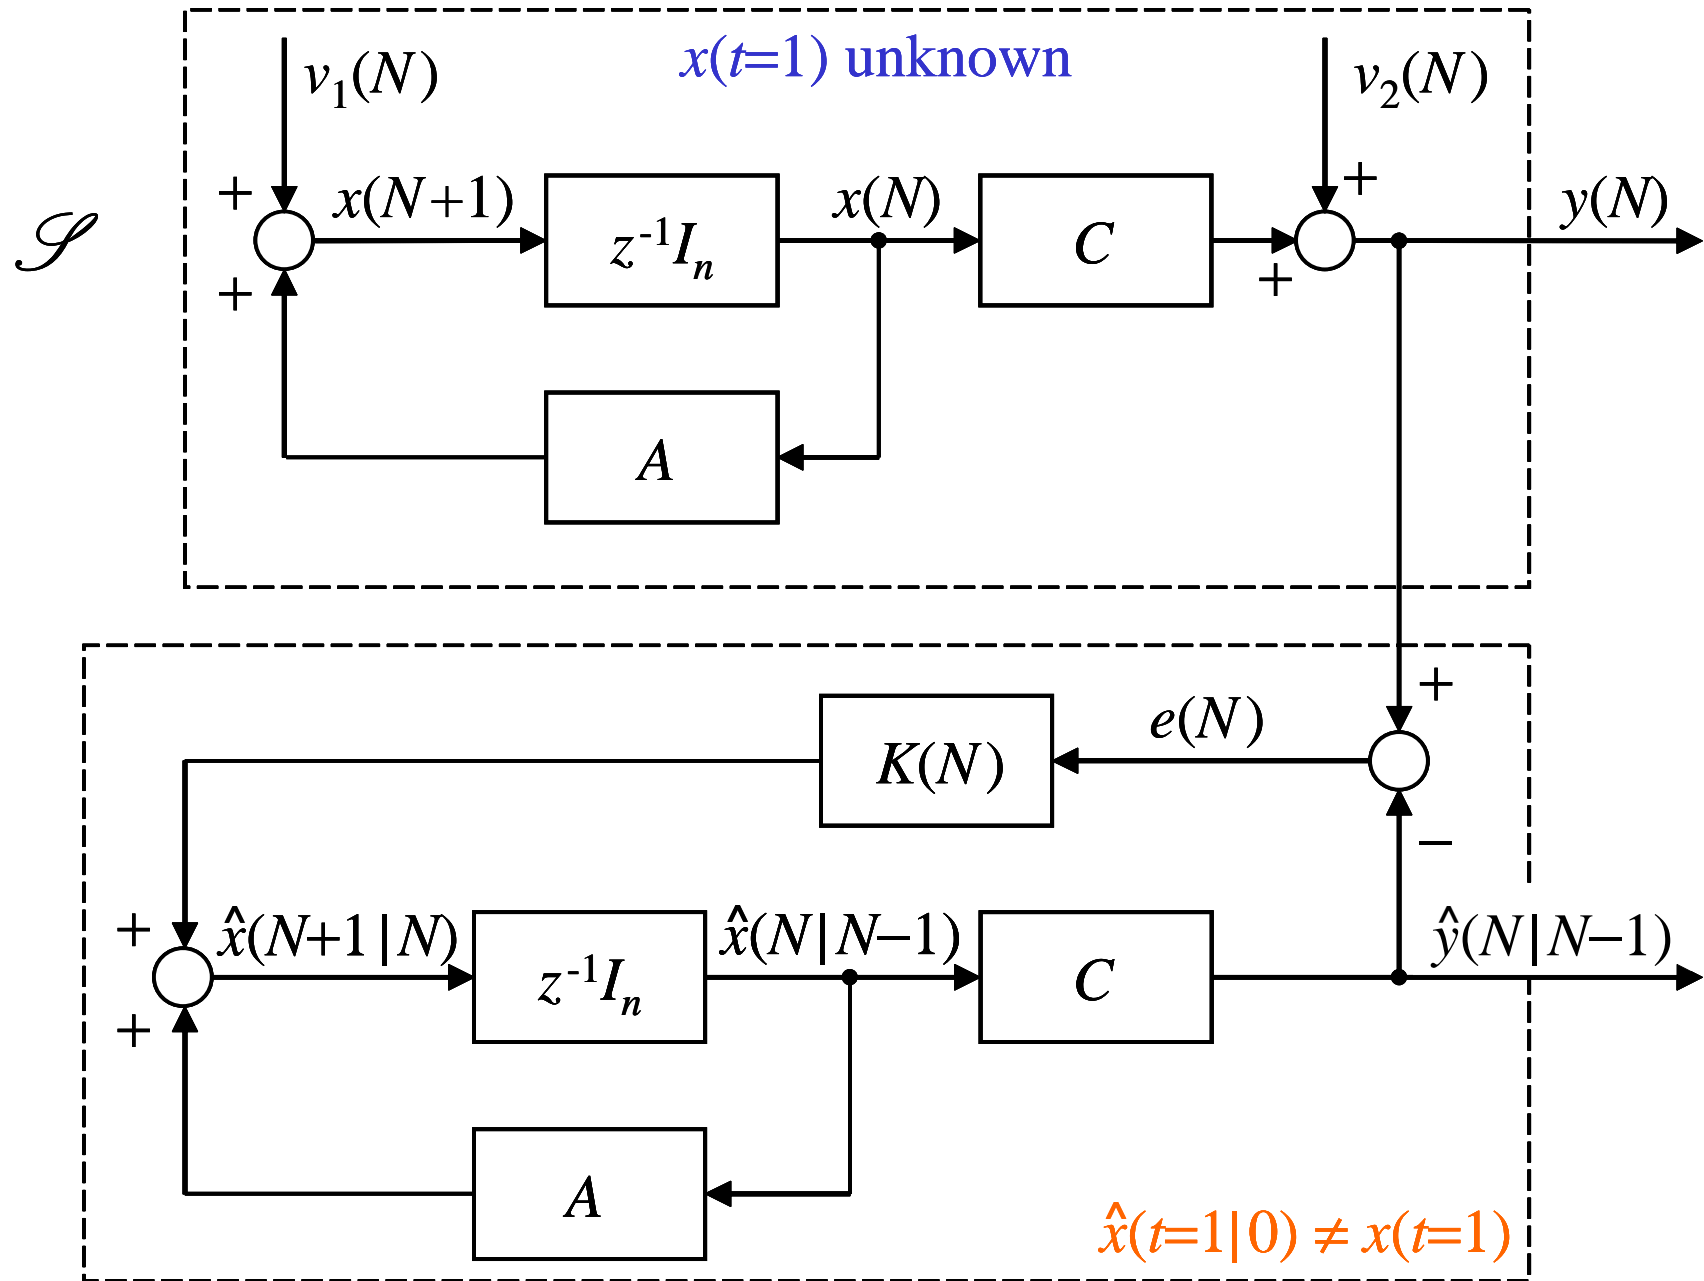 x(t=1) unknown
v₁(N)
v₂(N)
+
x(N+1)
z⁻¹Iₙ
x(N)
C
+
y(N)
𝒮
+
+
A
+
e(N)
K(N)
−
+
x̂(N+1|N)
z⁻¹Iₙ
x̂(N|N−1)
C
ŷ(N|N−1)
+
A
x̂(t=1|0) ≠ x(t=1)